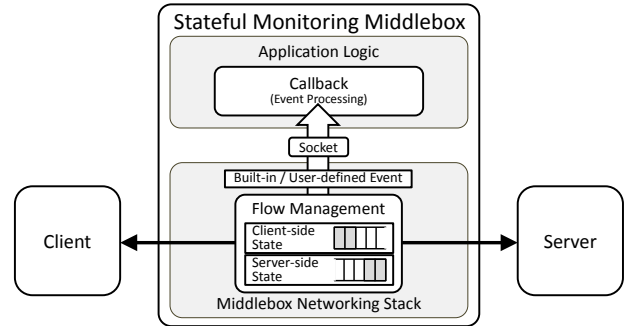 Stateful Monitoring Middlebox
Application Logic
Callback
(Event Processing)
Socket
Built-in / User-defined Event
Flow Management
Client-side
State
Server-side
State
Middlebox Networking Stack
Client
Server